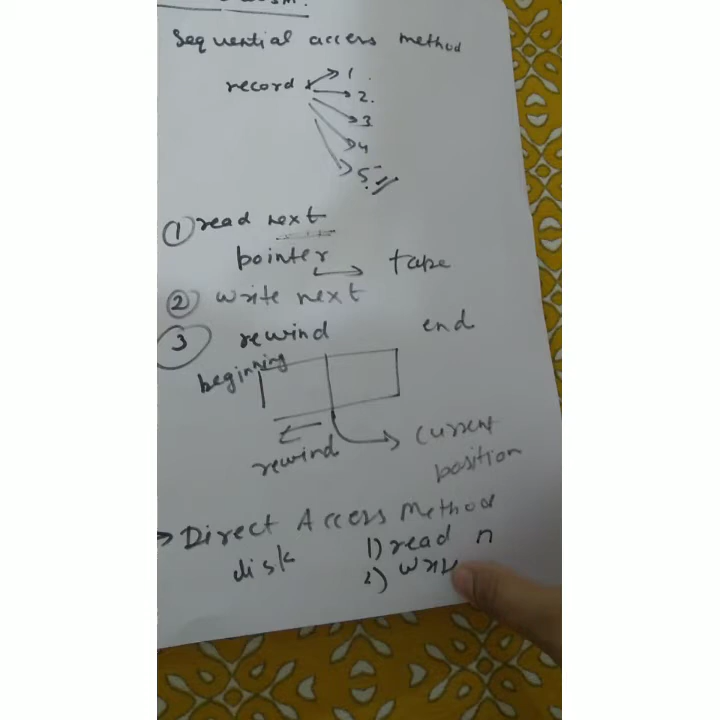 Sequential access method
record
1.
2.
3
4
5.
1 read next
pointer tape
2 write next
3 rewind end
beginning
rewind current
position
→ Direct Access Method
disk 1) read n
2)